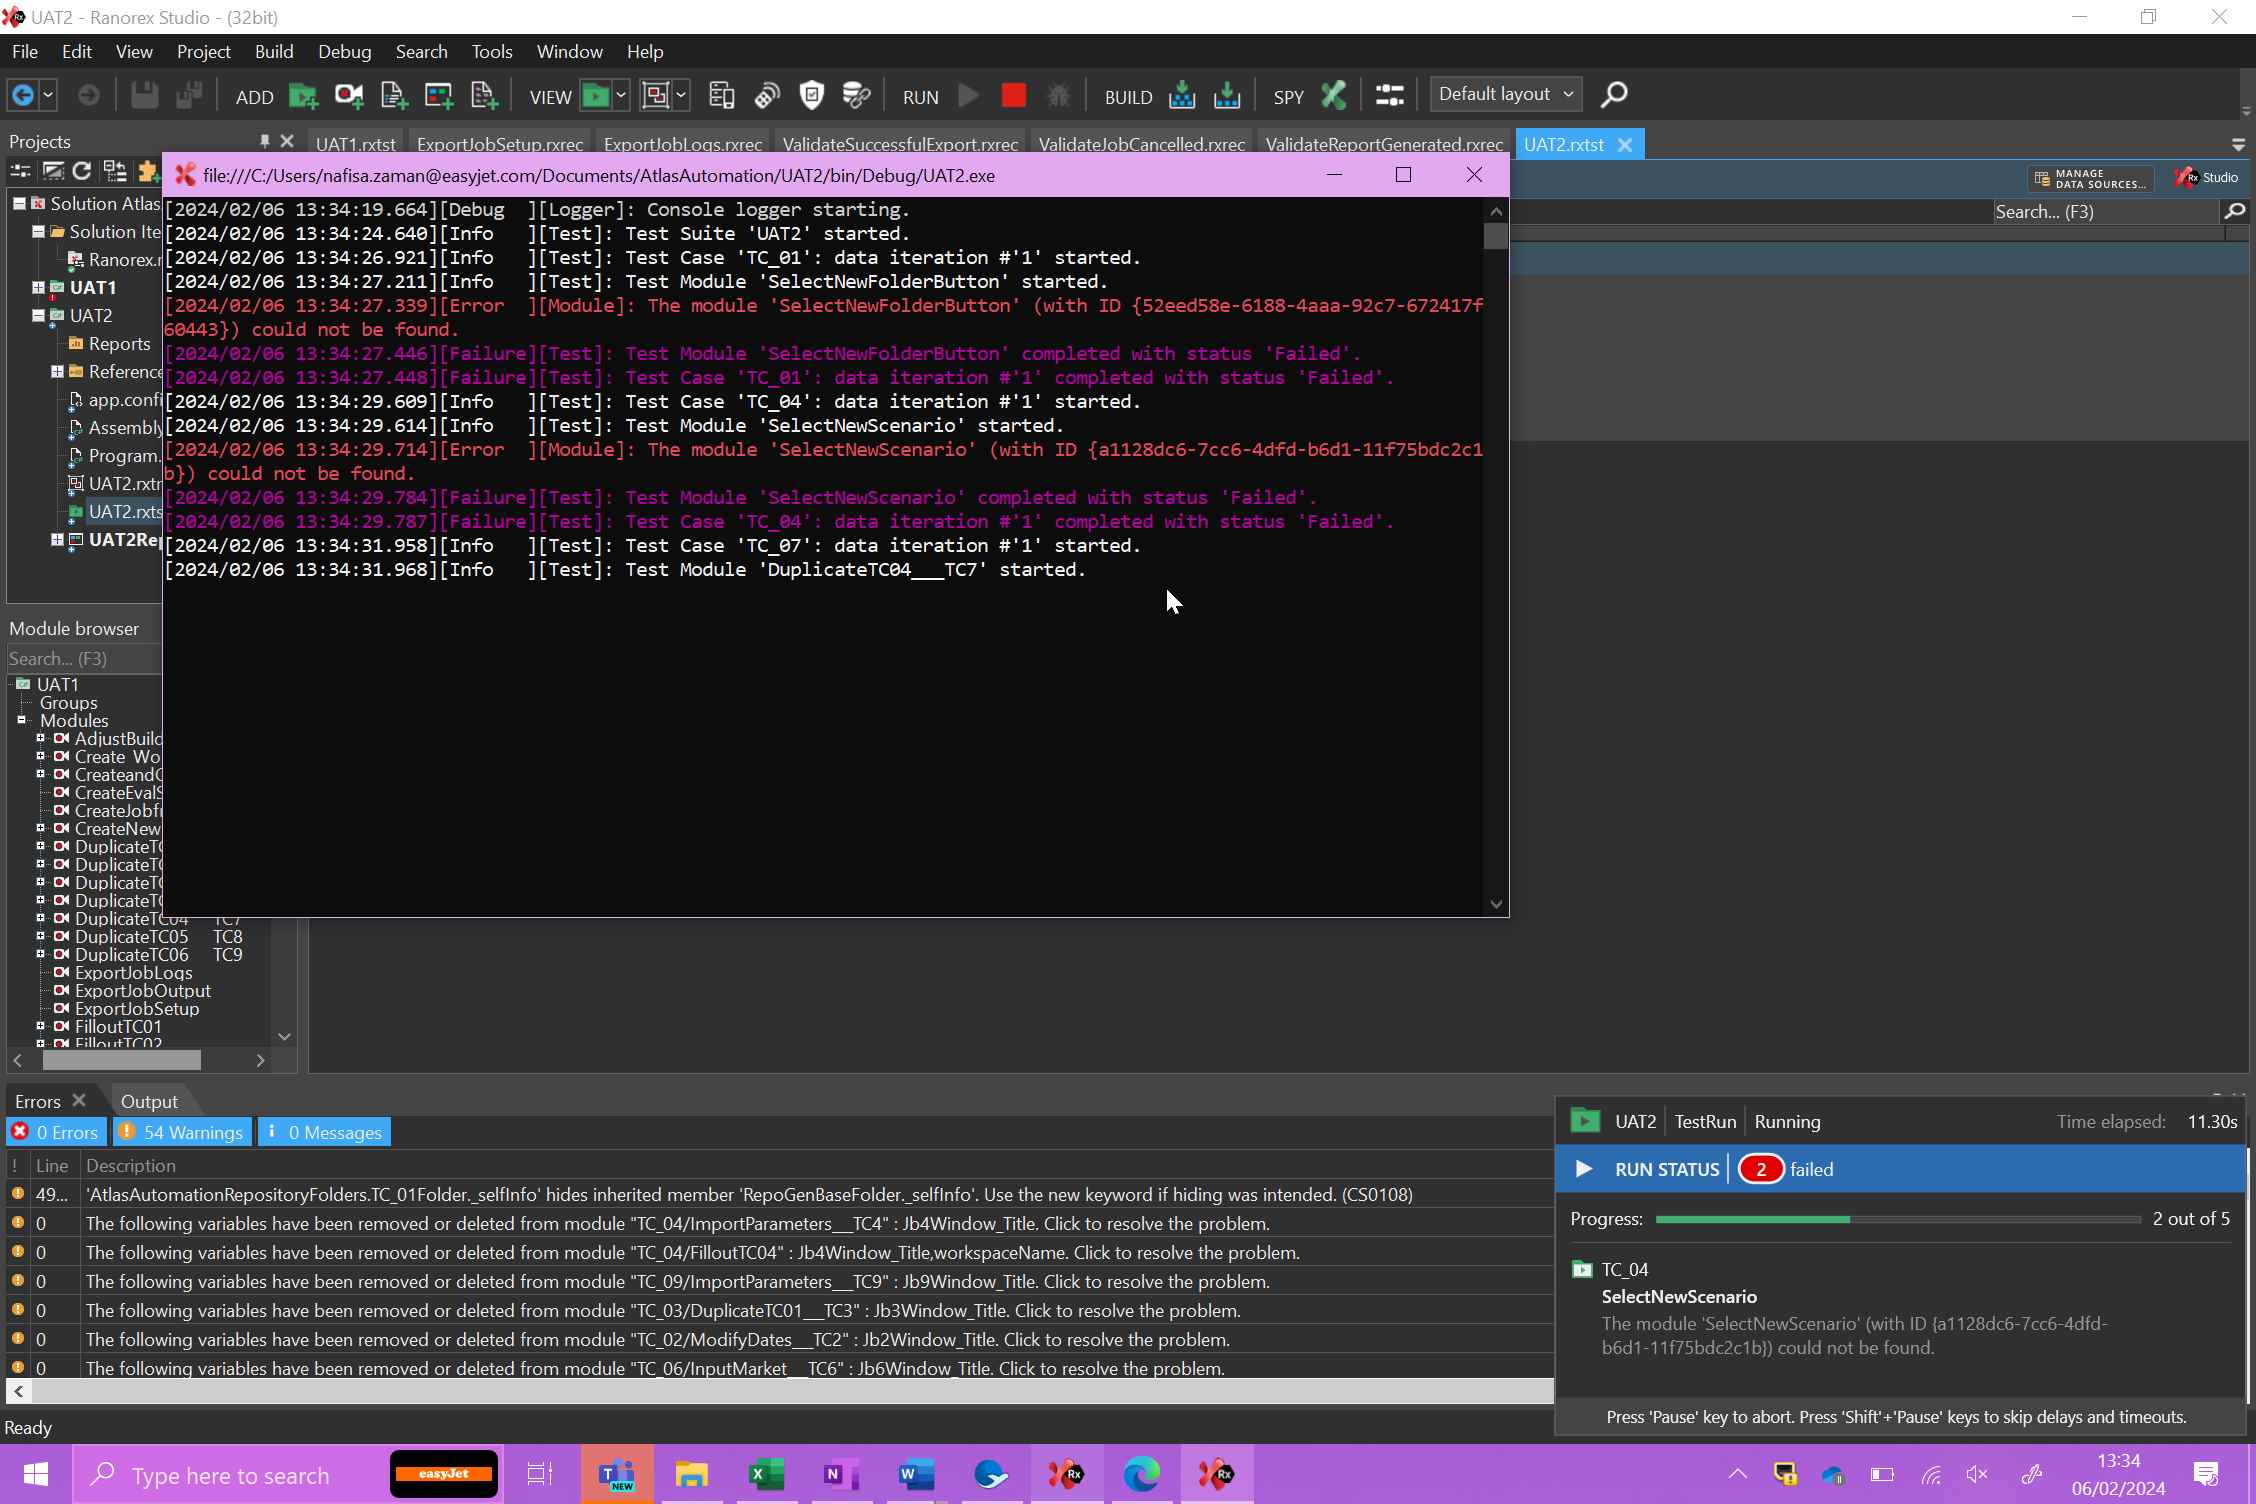 UAT2 - Ranorex Studio - (32bit)
File Edit View Project Build Debug Search Tools Window Help
ADD VIEW RUN BUILD SPY Default layout
Projects
UAT1.rxtst ExportJobSetup.rxrec ExportJobLogs.rxrec ValidateSuccessfulExport.rxrec ValidateJobCancelled.rxrec ValidateReportGenerated.rxrec UAT2.rxtst
MANAGE
DATA SOURCES...
Rx Studio
Search... (F3)
Solution Atlas
Solution Ite
Ranorex.r
UAT1
UAT2
Reports
Reference
app.confi
Assembly
Program.
UAT2.rxtr
UAT2.rxts
UAT2Rep
file:///C:/Users/nafisa.zaman@easyjet.com/Documents/AtlasAutomation/UAT2/bin/Debug/UAT2.exe
[2024/02/06 13:34:19.664][Debug  ][Logger]: Console logger starting.
[2024/02/06 13:34:24.640][Info   ][Test]: Test Suite 'UAT2' started.
[2024/02/06 13:34:26.921][Info   ][Test]: Test Case 'TC_01': data iteration #'1' started.
[2024/02/06 13:34:27.211][Info   ][Test]: Test Module 'SelectNewFolderButton' started.
[2024/02/06 13:34:27.339][Error  ][Module]: The module 'SelectNewFolderButton' (with ID {52eed58e-6188-4aaa-92c7-672417f
60443}) could not be found.
[2024/02/06 13:34:27.446][Failure][Test]: Test Module 'SelectNewFolderButton' completed with status 'Failed'.
[2024/02/06 13:34:27.448][Failure][Test]: Test Case 'TC_01': data iteration #'1' completed with status 'Failed'.
[2024/02/06 13:34:29.609][Info   ][Test]: Test Case 'TC_04': data iteration #'1' started.
[2024/02/06 13:34:29.614][Info   ][Test]: Test Module 'SelectNewScenario' started.
[2024/02/06 13:34:29.714][Error  ][Module]: The module 'SelectNewScenario' (with ID {a1128dc6-7cc6-4dfd-b6d1-11f75bdc2c1
b}) could not be found.
[2024/02/06 13:34:29.784][Failure][Test]: Test Module 'SelectNewScenario' completed with status 'Failed'.
[2024/02/06 13:34:29.787][Failure][Test]: Test Case 'TC_04': data iteration #'1' completed with status 'Failed'.
[2024/02/06 13:34:31.958][Info   ][Test]: Test Case 'TC_07': data iteration #'1' started.
[2024/02/06 13:34:31.968][Info   ][Test]: Test Module 'DuplicateTC04___TC7' started.
Module browser
Search... (F3)
UAT1
Groups
Modules
AdjustBuild
Create Wo
CreateandC
CreateEvalS
CreateJobfr
CreateNew
DuplicateTC
DuplicateTC
DuplicateTC
DuplicateTC
DuplicateTC04 TC7
DuplicateTC05 TC8
DuplicateTC06 TC9
ExportJobLogs
ExportJobOutput
ExportJobSetup
FilloutTC01
FilloutTC02
Errors Output
0 Errors 54 Warnings 0 Messages
! Line Description
49... 'AtlasAutomationRepositoryFolders.TC_01Folder._selfInfo' hides inherited member 'RepoGenBaseFolder._selfInfo'. Use the new keyword if hiding was intended. (CS0108)
0 The following variables have been removed or deleted from module "TC_04/ImportParameters___TC4" : Jb4Window_Title. Click to resolve the problem.
0 The following variables have been removed or deleted from module "TC_04/FilloutTC04" : Jb4Window_Title,workspaceName. Click to resolve the problem.
0 The following variables have been removed or deleted from module "TC_09/ImportParameters___TC9" : Jb9Window_Title. Click to resolve the problem.
0 The following variables have been removed or deleted from module "TC_03/DuplicateTC01___TC3" : Jb3Window_Title. Click to resolve the problem.
0 The following variables have been removed or deleted from module "TC_02/ModifyDates___TC2" : Jb2Window_Title. Click to resolve the problem.
0 The following variables have been removed or deleted from module "TC_06/InputMarket___TC6" : Jb6Window_Title. Click to resolve the problem.
UAT2 TestRun Running Time elapsed: 11.30s
RUN STATUS 2 failed
Progress: 2 out of 5
TC_04
SelectNewScenario
The module 'SelectNewScenario' (with ID {a1128dc6-7cc6-4dfd-
b6d1-11f75bdc2c1b}) could not be found.
Press 'Pause' key to abort. Press 'Shift'+'Pause' keys to skip delays and timeouts.
Ready
Type here to search
easyJet
NEW
13:34
06/02/2024